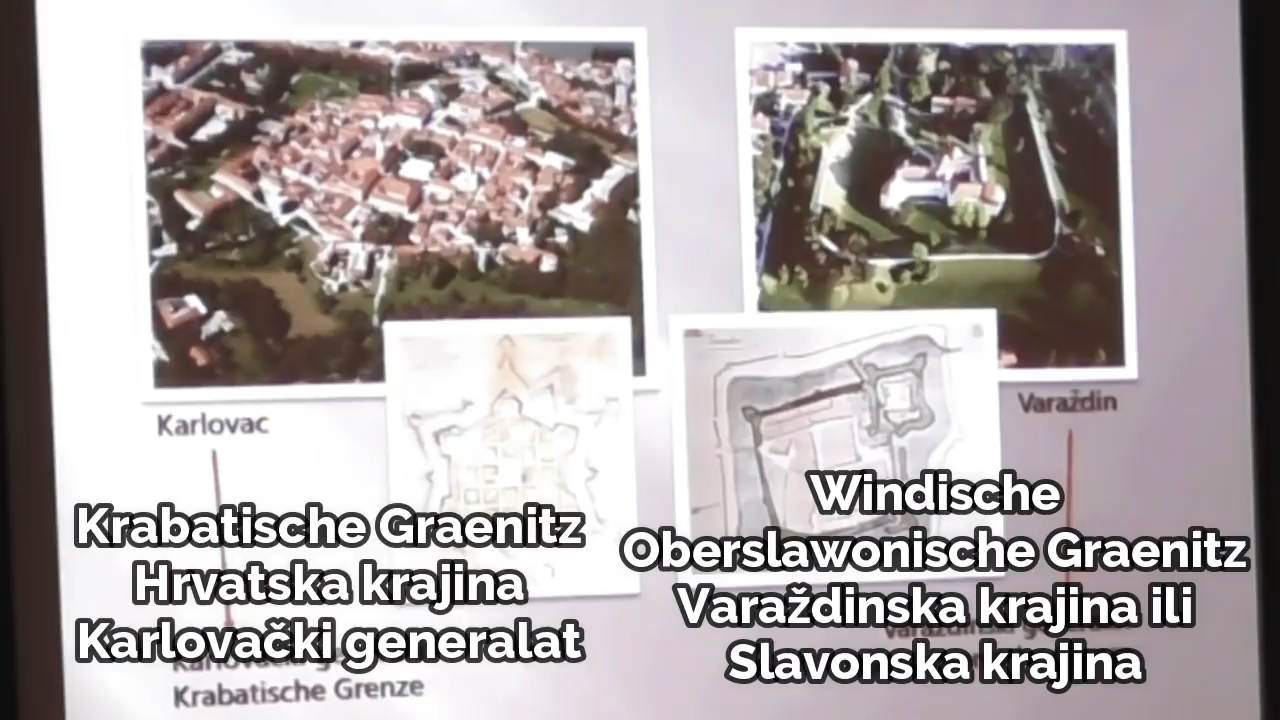 Karlovac
Varaždin
Krabatische Graenitz
Hrvatska krajina
Karlovački generalat
Windische
Oberslawonische Graenitz
Varaždinska krajina ili
Slavonska krajina
Krabatische Grenze